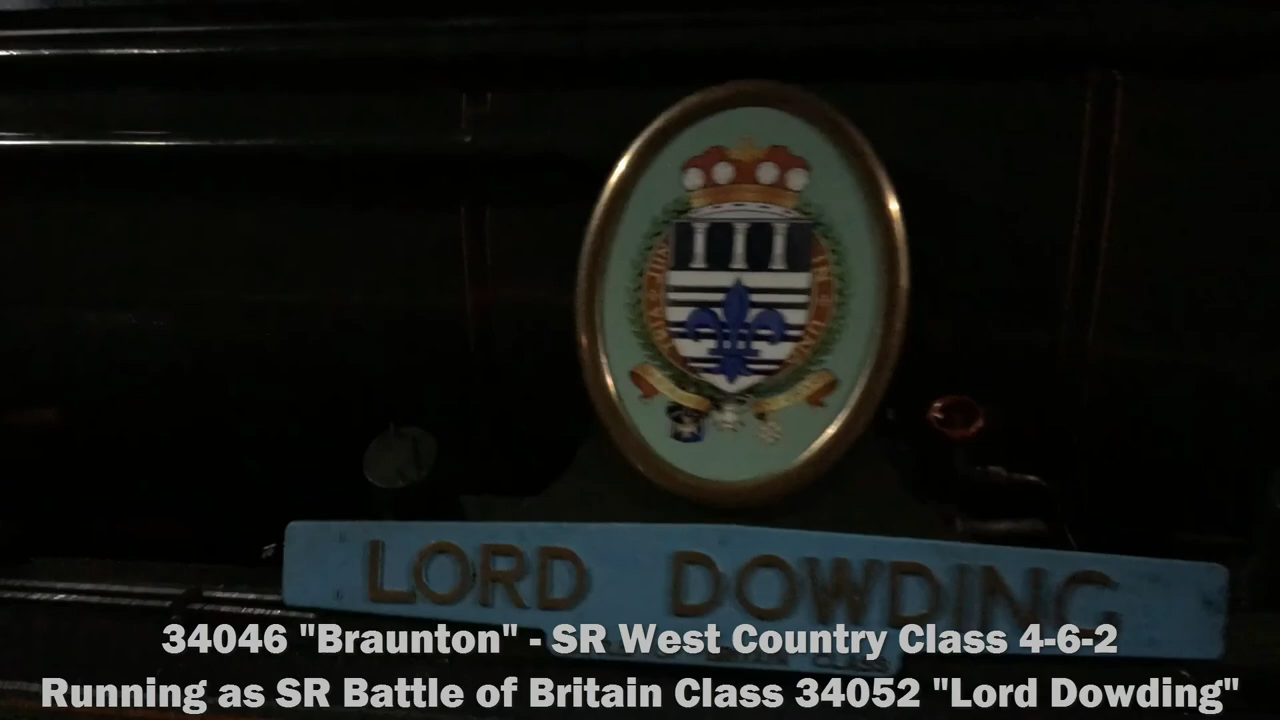 LORD DOWDING
34046 "Braunton" - SR West Country Class 4-6-2
CLASS
Running as SR Battle of Britain Class 34052 "Lord Dowding"